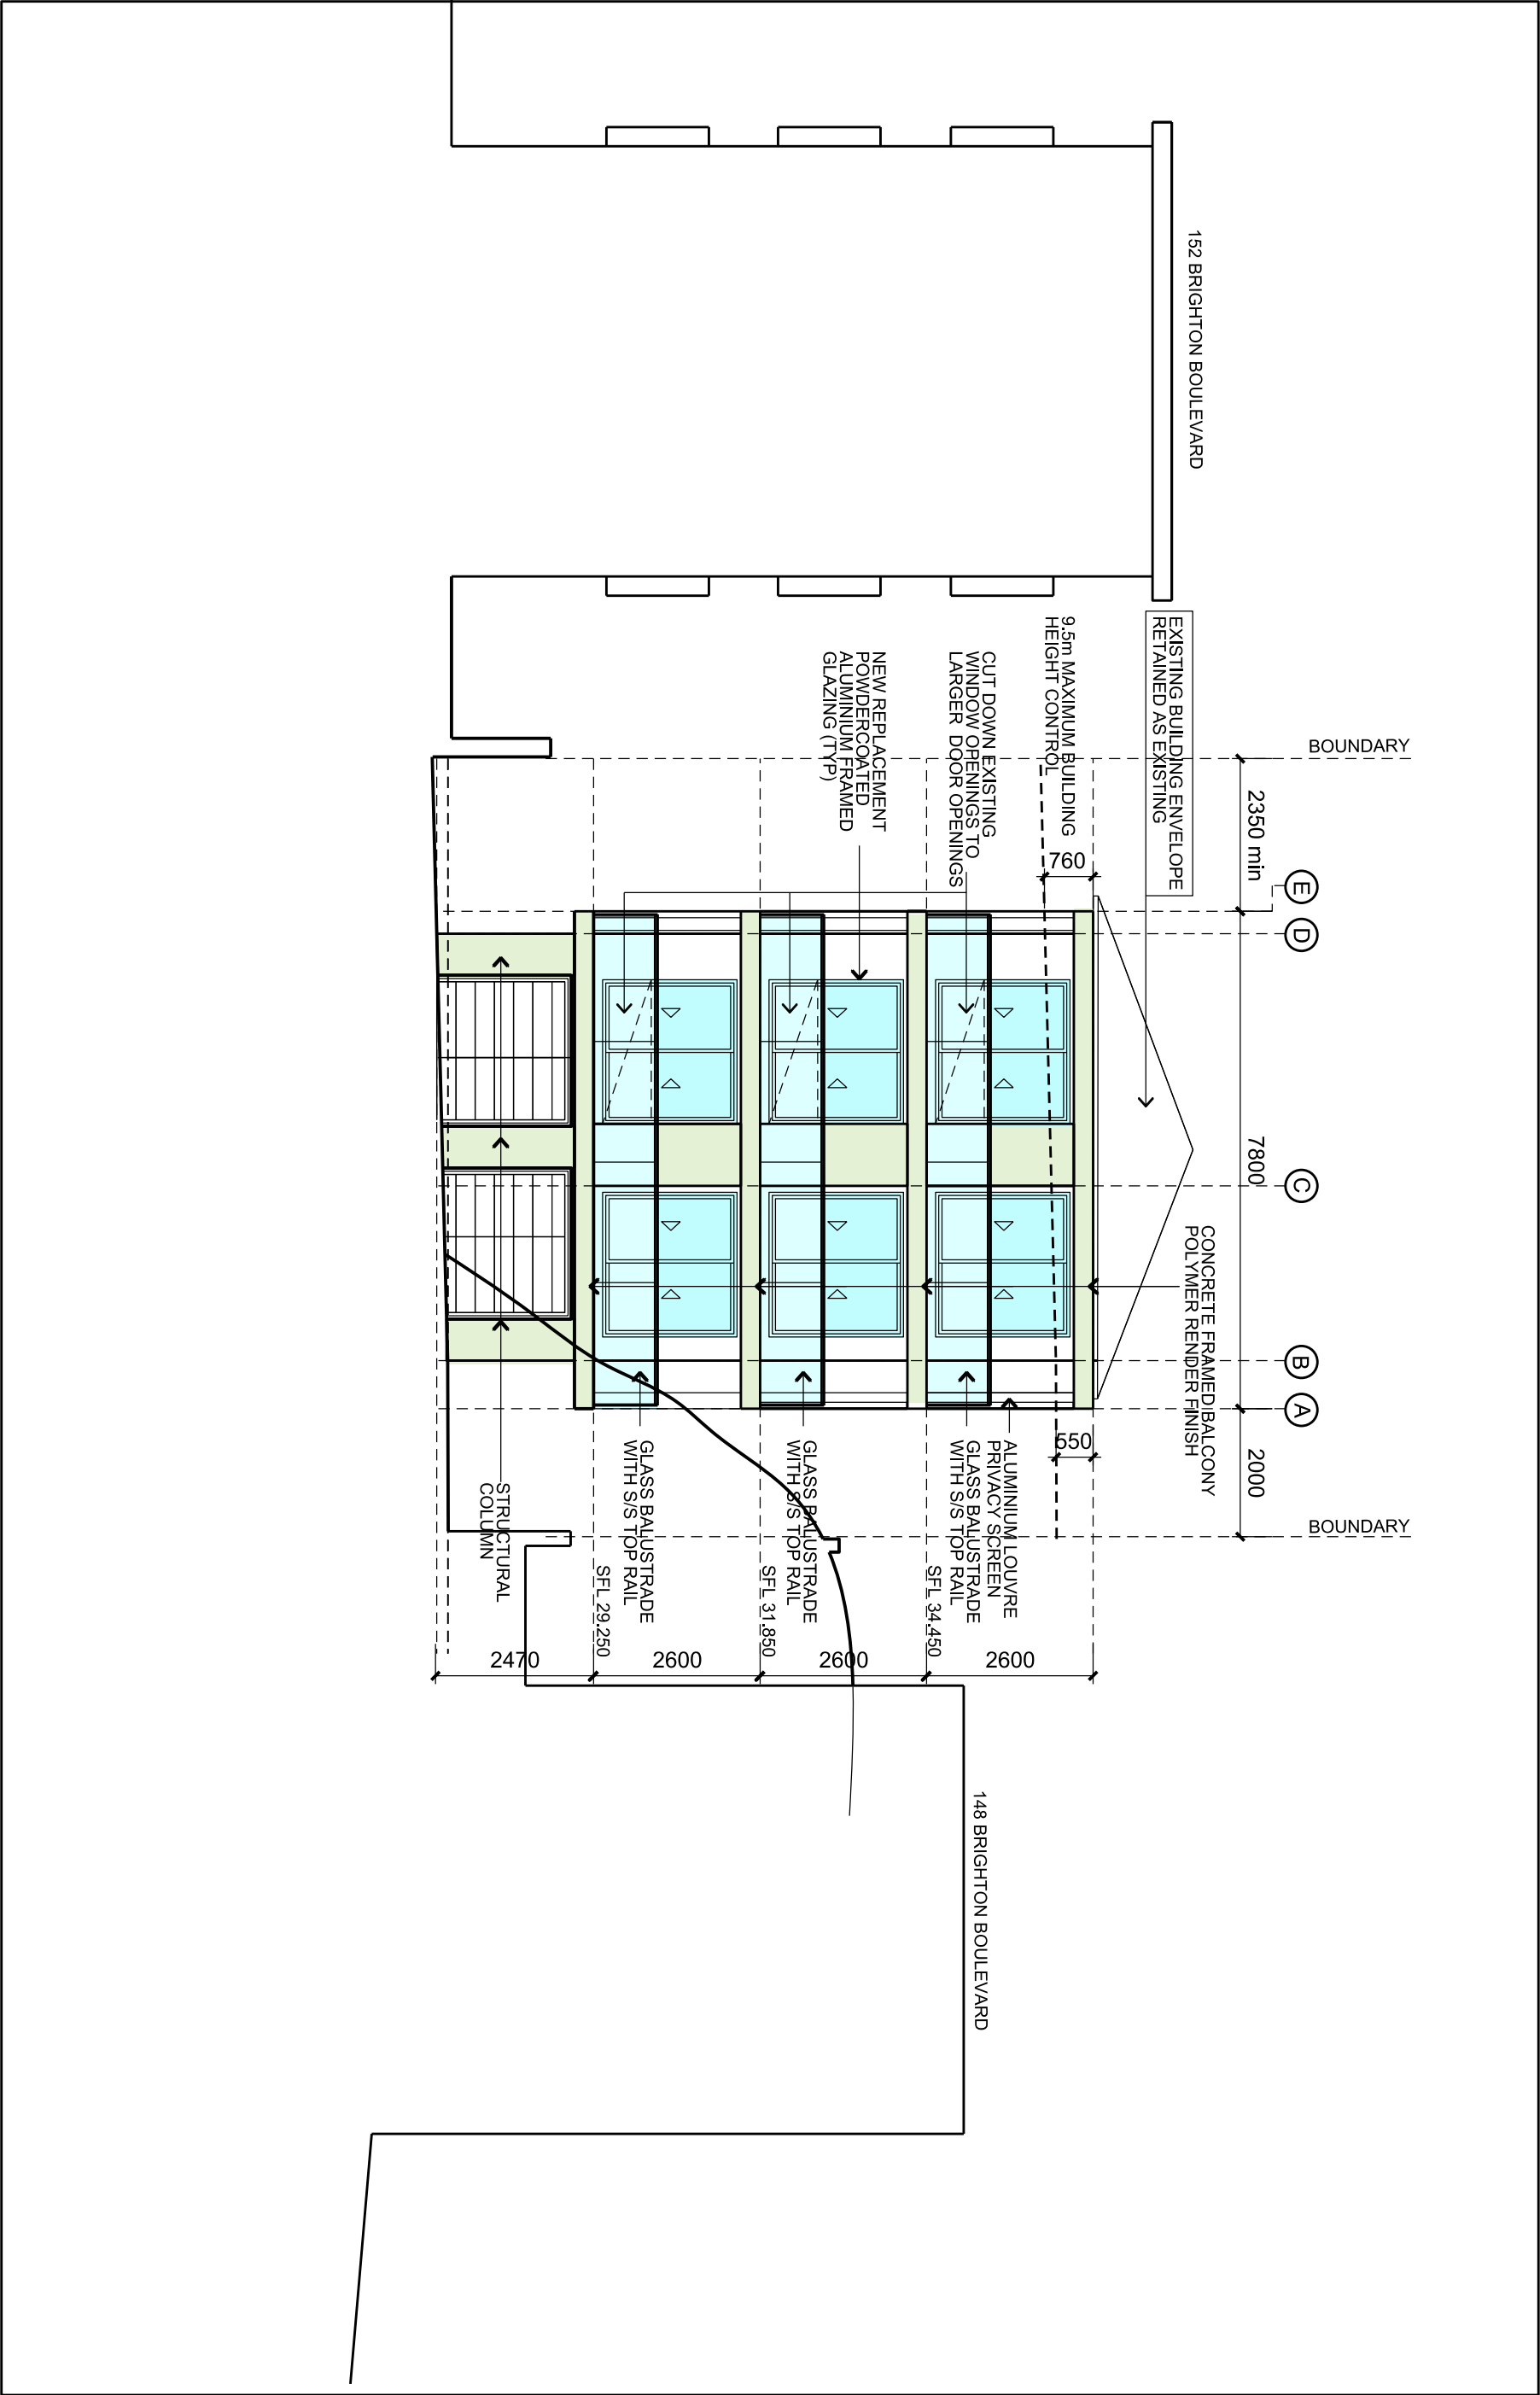 BOUNDARY
BOUNDARY
2350 min
7800
2000
E
D
C
B
A
152 BRIGHTON BOULEVARD
EXISTING BUILDING ENVELOPE
RETAINED AS EXISTING
CONCRETE FRAMED BALCONY
POLYMER RENDER FINISH
9.5m MAXIMUM BUILDING
HEIGHT CONTROL
760
550
CUT DOWN EXISTING
WINDOW OPENINGS TO
LARGER DOOR OPENINGS
NEW REPLACEMENT
POWDERCOATED
ALUMINIUM FRAMED
GLAZING (TYP)
ALUMINIUM LOUVRE
PRIVACY SCREEN
GLASS BALUSTRADE
WITH S/S TOP RAIL
SFL 34.450
2600
GLASS BALUSTRADE
WITH S/S TOP RAIL
SFL 31.850
2600
GLASS BALUSTRADE
WITH S/S TOP RAIL
SFL 29.250
2600
STRUCTURAL
COLUMN
2470
148 BRIGHTON BOULEVARD